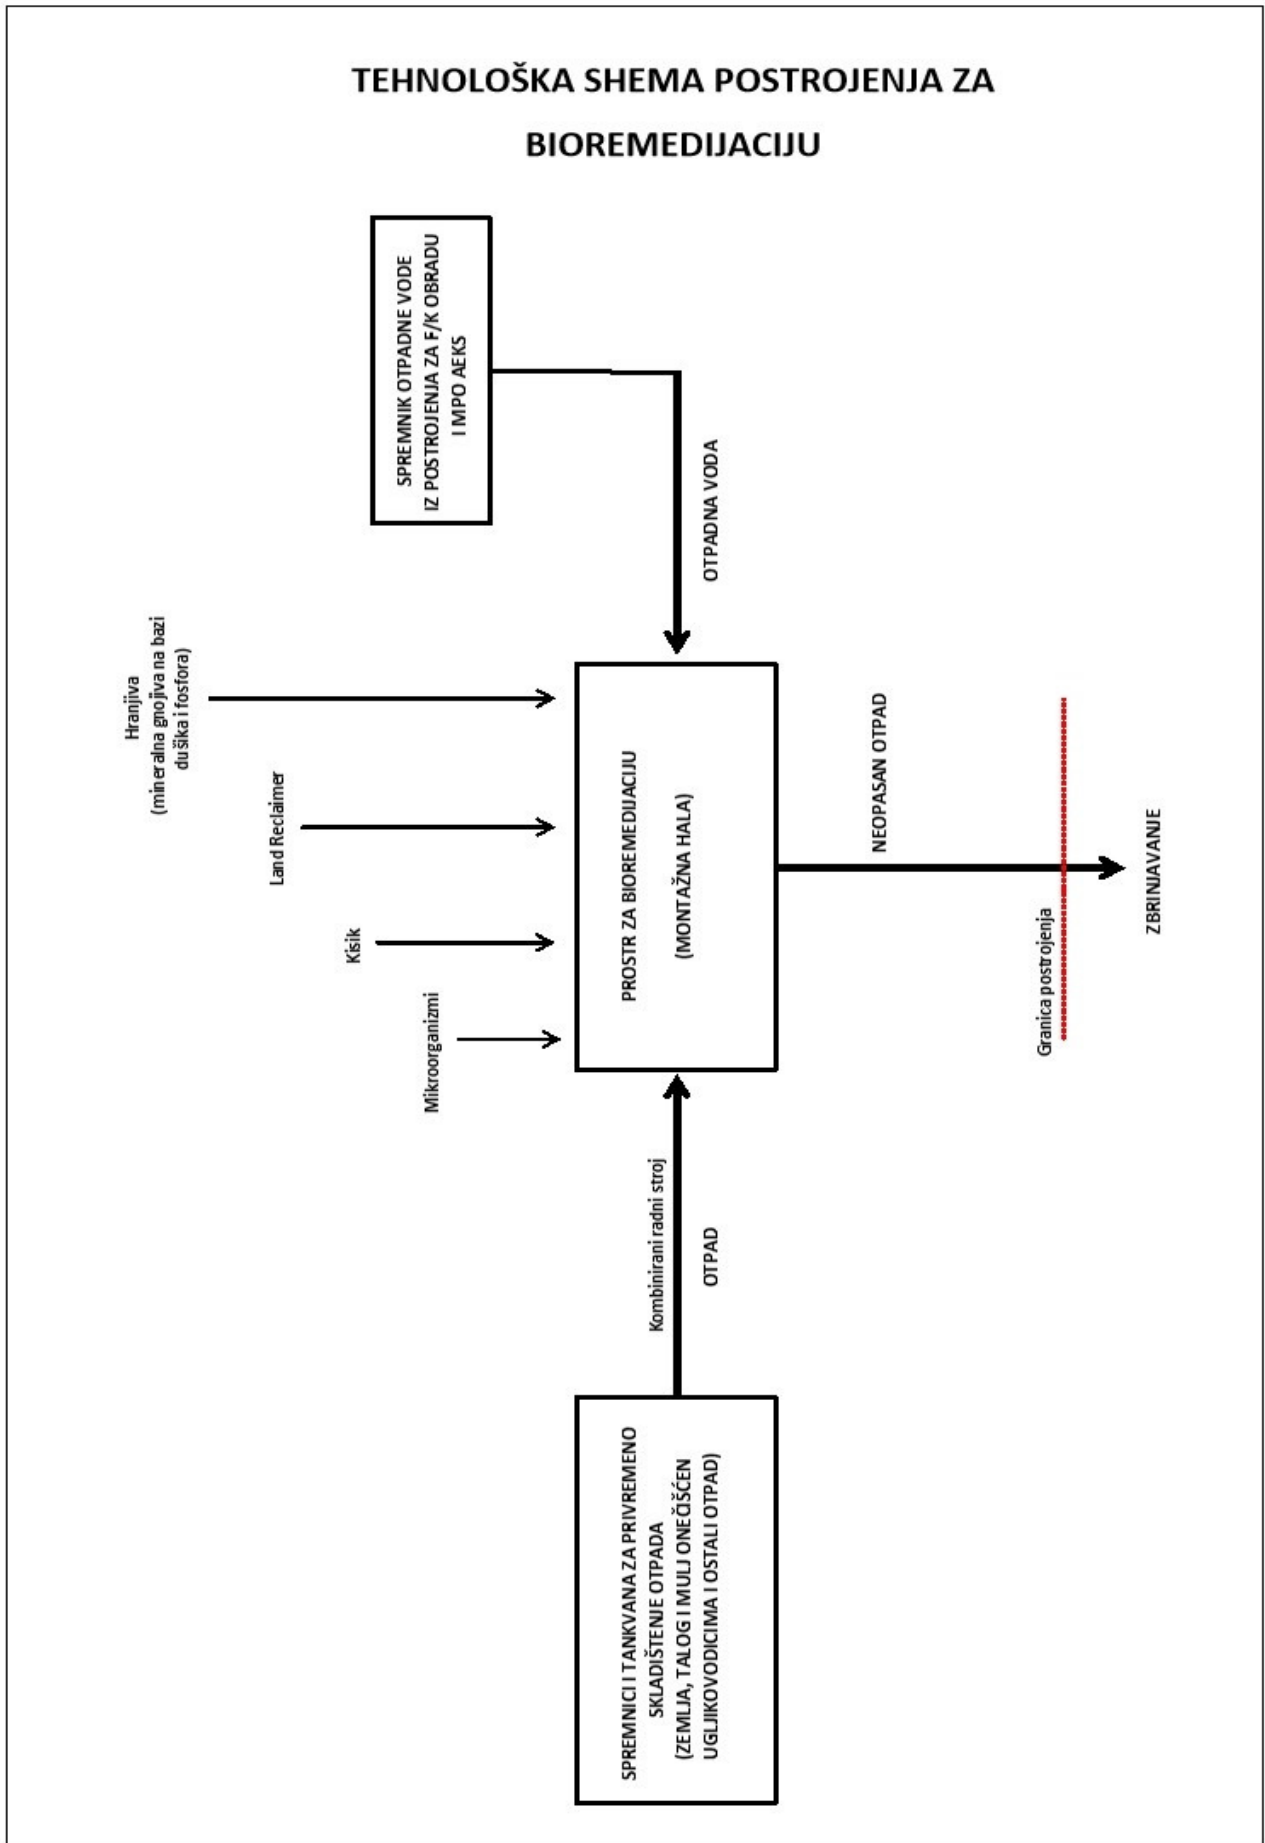 TEHNOLOŠKA SHEMA POSTROJENJA ZA
BIOREMEDIJACIJU
SPREMNIK OTPADNE VODE
IZ POSTROJENJA ZA F/K OBRADU
I MPO AEKS
OTPADNA VODA
Hranjiva
(mineralna gnojiva na bazi
dušika i fosfora)
Land Reclaimer
Kisik
Mikroorganizmi
PROSTR ZA BIOREMEDIJACIJU
(MONTAŽNA HALA)
NEOPASAN OTPAD
Granica postrojenja
ZBRINJAVANJE
Kombinirani radni stroj
OTPAD
SPREMNICI I TANKVANA ZA PRIVREMENO
SKLADIŠTENJE OTPADA
(ZEMLJA, TALOG I MULJ ONEČIŠĆEN
UGLJIKOVODICIMA I OSTALI OTPAD)